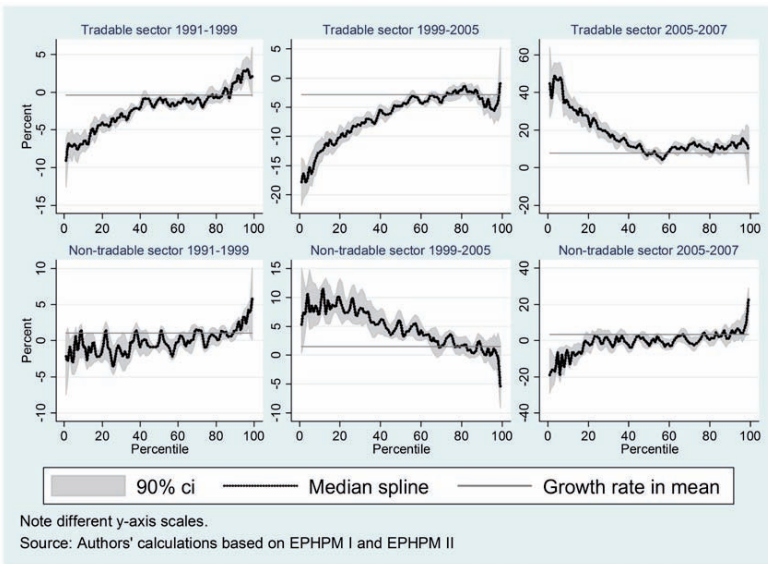 Tradable sector 1991-1999
Tradable sector 1999-2005
Tradable sector 2005-2007
Percent
5
0
-5
-10
-15
0 20 40 60 80 100
5
0
-5
-10
-15
-20
0 20 40 60 80 100
60
40
20
0
-20
0 20 40 60 80 100
Non-tradable sector 1991-1999
Non-tradable sector 1999-2005
Non-tradable sector 2005-2007
Percent
10
5
0
-5
-10
0 20 40 60 80 100
Percentile
15
10
5
0
-5
-10
0 20 40 60 80 100
Percentile
40
20
0
-20
-40
0 20 40 60 80 100
Percentile
90% ci Median spline Growth rate in mean
Note different y-axis scales.
Source: Authors' calculations based on EPHPM I and EPHPM II